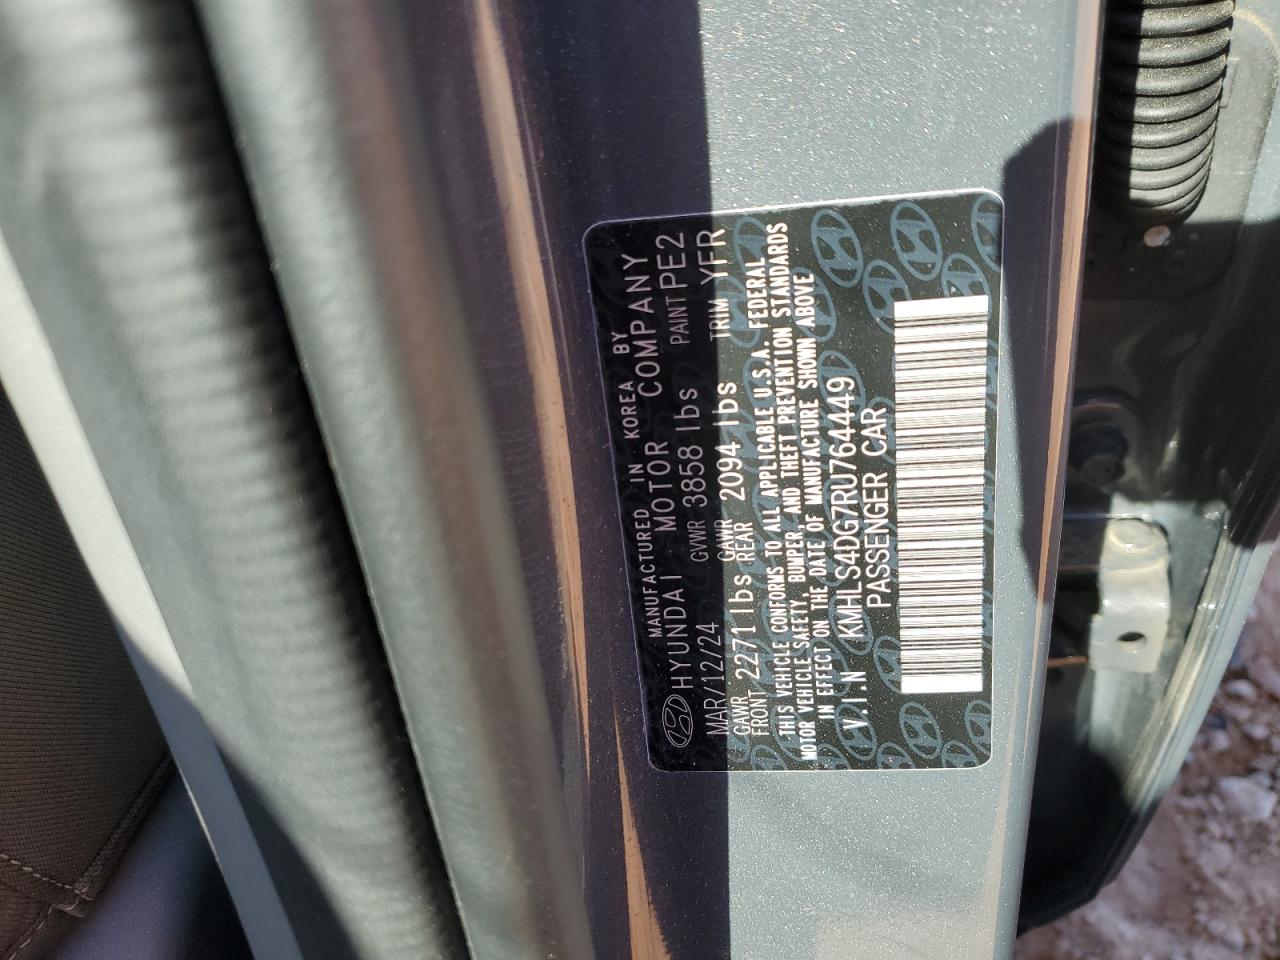 MANUFACTURED IN KOREA BY
HYUNDAI MOTOR COMPANY
MAR/12/24 GVWR 3858 lbs PAINT PE2
GAWR FRONT 2271 lbs GAWR REAR 2094 lbs TRIM YFR
THIS VEHICLE CONFORMS TO ALL APPLICABLE U.S.A. FEDERAL
MOTOR VEHICLE SAFETY, BUMPER, AND THEFT PREVENTION STANDARDS
IN EFFECT ON THE DATE OF MANUFACTURE SHOWN ABOVE
V.I.N KMHLS4DG7RU764449
PASSENGER CAR